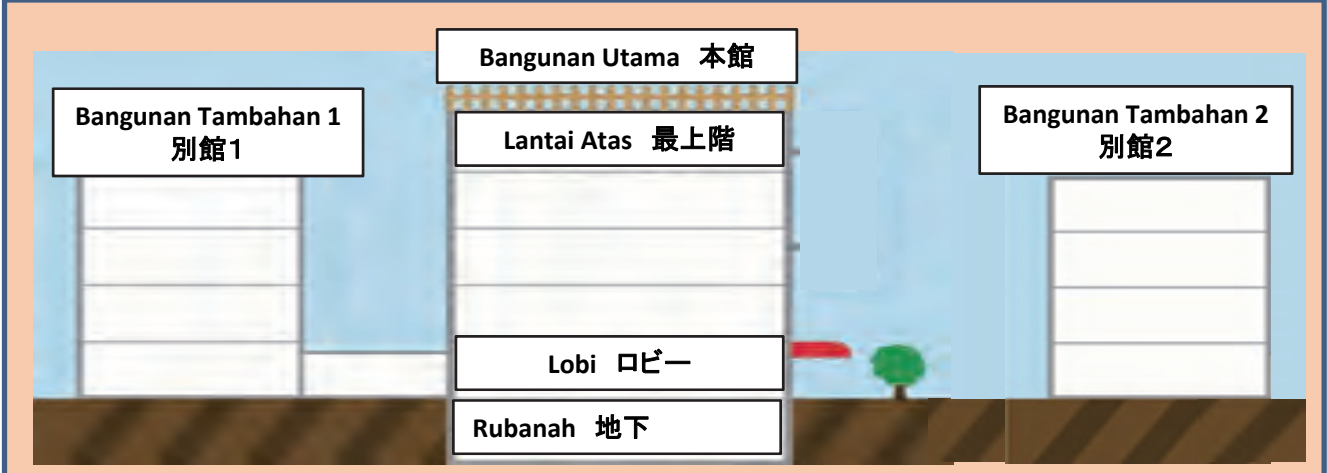 Bangunan Utama 本館
Bangunan Tambahan 1
別館1
Lantai Atas 最上階
Bangunan Tambahan 2
別館2
Lobi ロビー
Rubanah 地下